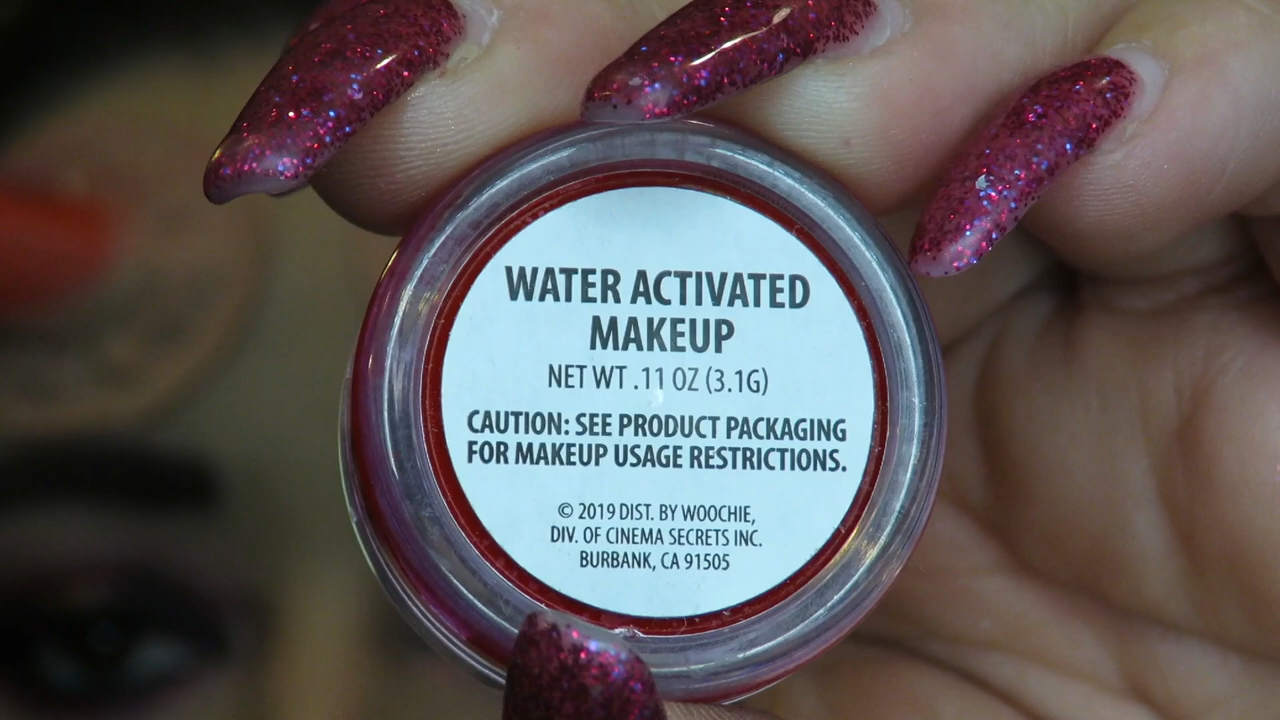 WATER ACTIVATED
MAKEUP
NET WT .11 OZ (3.1G)
CAUTION: SEE PRODUCT PACKAGING
FOR MAKEUP USAGE RESTRICTIONS.
© 2019 DIST. BY WOOCHIE,
DIV. OF CINEMA SECRETS INC.
BURBANK, CA 91505